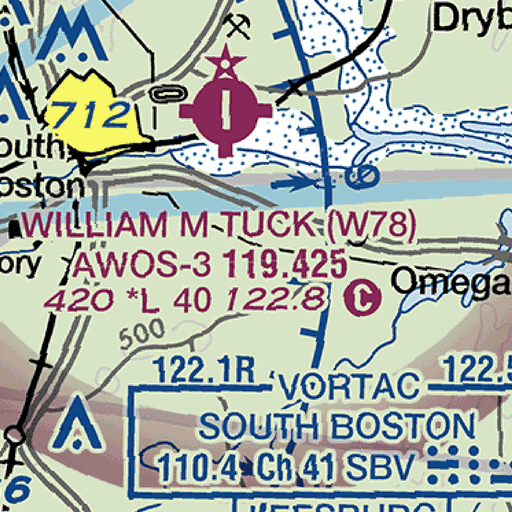 Dryb
712
outh
oston
WILLIAM M TUCK (W78)
ory
AWOS-3 119.425
420 *L 40 122.8 C
Omega
500
122.1R
122.5
VORTAC
SOUTH BOSTON
110.4 Ch 41 SBV
6